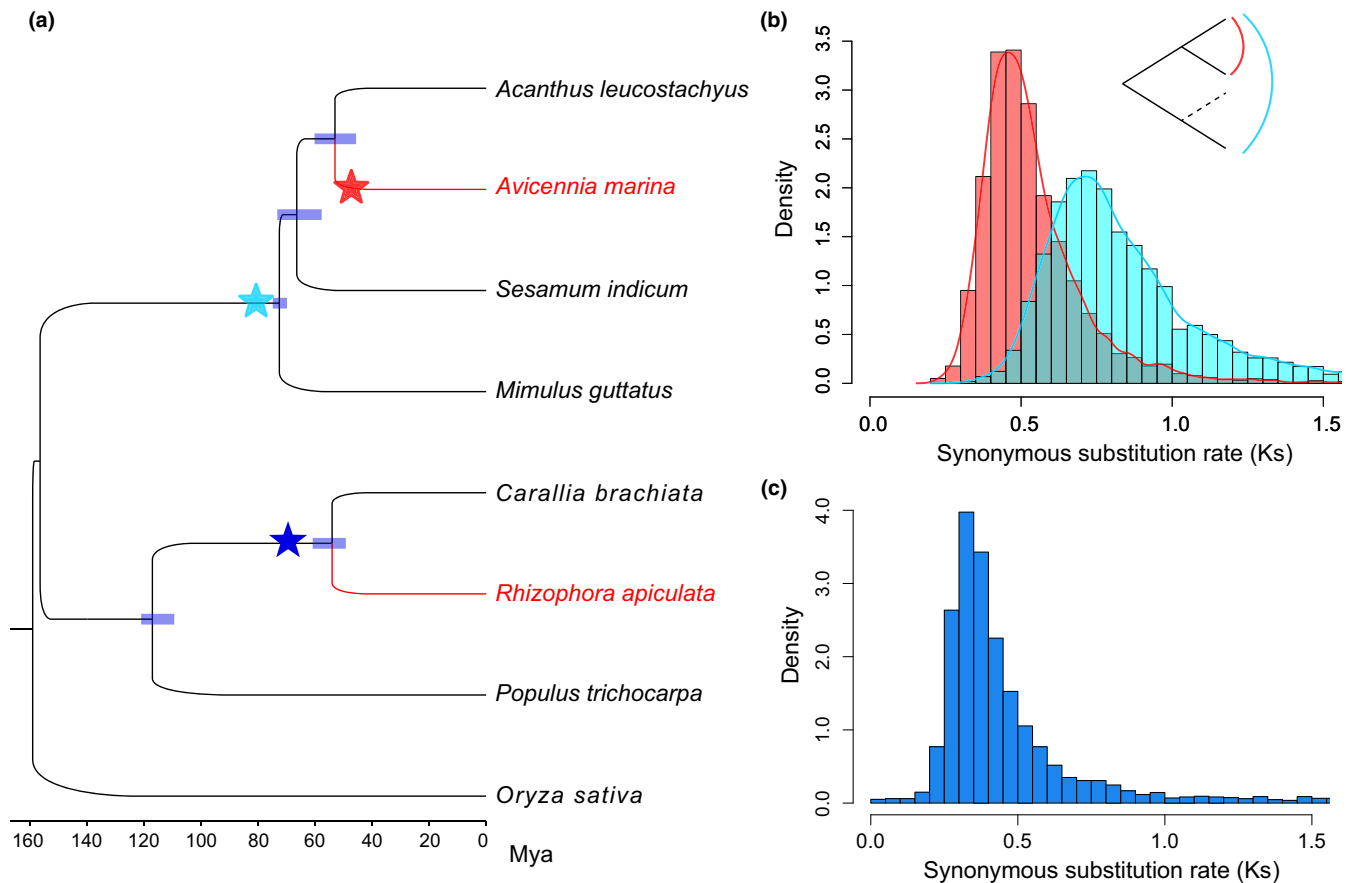 (a)
Acanthus leucostachyus
Avicennia marina
Sesamum indicum
Mimulus guttatus
Carallia brachiata
Rhizophora apiculata
Populus trichocarpa
Oryza sativa
160 140 120 100 80 60 40 20 0
Mya
(b)
3.5
3.0
2.5
2.0
1.5
1.0
0.5
0.0
Density
0.0 0.5 1.0 1.5
Synonymous substitution rate (Ks)
(c)
4.0
3.0
2.0
1.0
0.0
Density
0.0 0.5 1.0 1.5
Synonymous substitution rate (Ks)